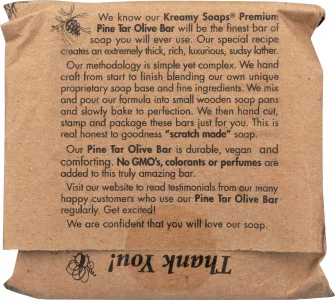 We know our Kreamy Soaps® Premium
Pine Tar Olive Bar will be the finest bar of
soap you will ever use. Our special recipe
creates an extremely thick, rich, luxurious, sudsy lather.
Our methodology is simple yet complex. We hand
craft from start to finish blending our own unique
proprietary soap base and fine ingredients. We mix
and pour our formula into small wooden soap pans
and slowly bake to perfection. We then hand cut,
stamp and package these bars just for you. This is
real honest to goodness "scratch made" soap.
Our Pine Tar Olive Bar is durable, vegan and
comforting. No GMO's, colorants or perfumes are
added to this truly amazing bar.
Visit our website to read testimonials from our many
happy customers who use our Pine Tar Olive Bar
regularly. Get excited!
We are confident that you will love our soap.
Thank You!